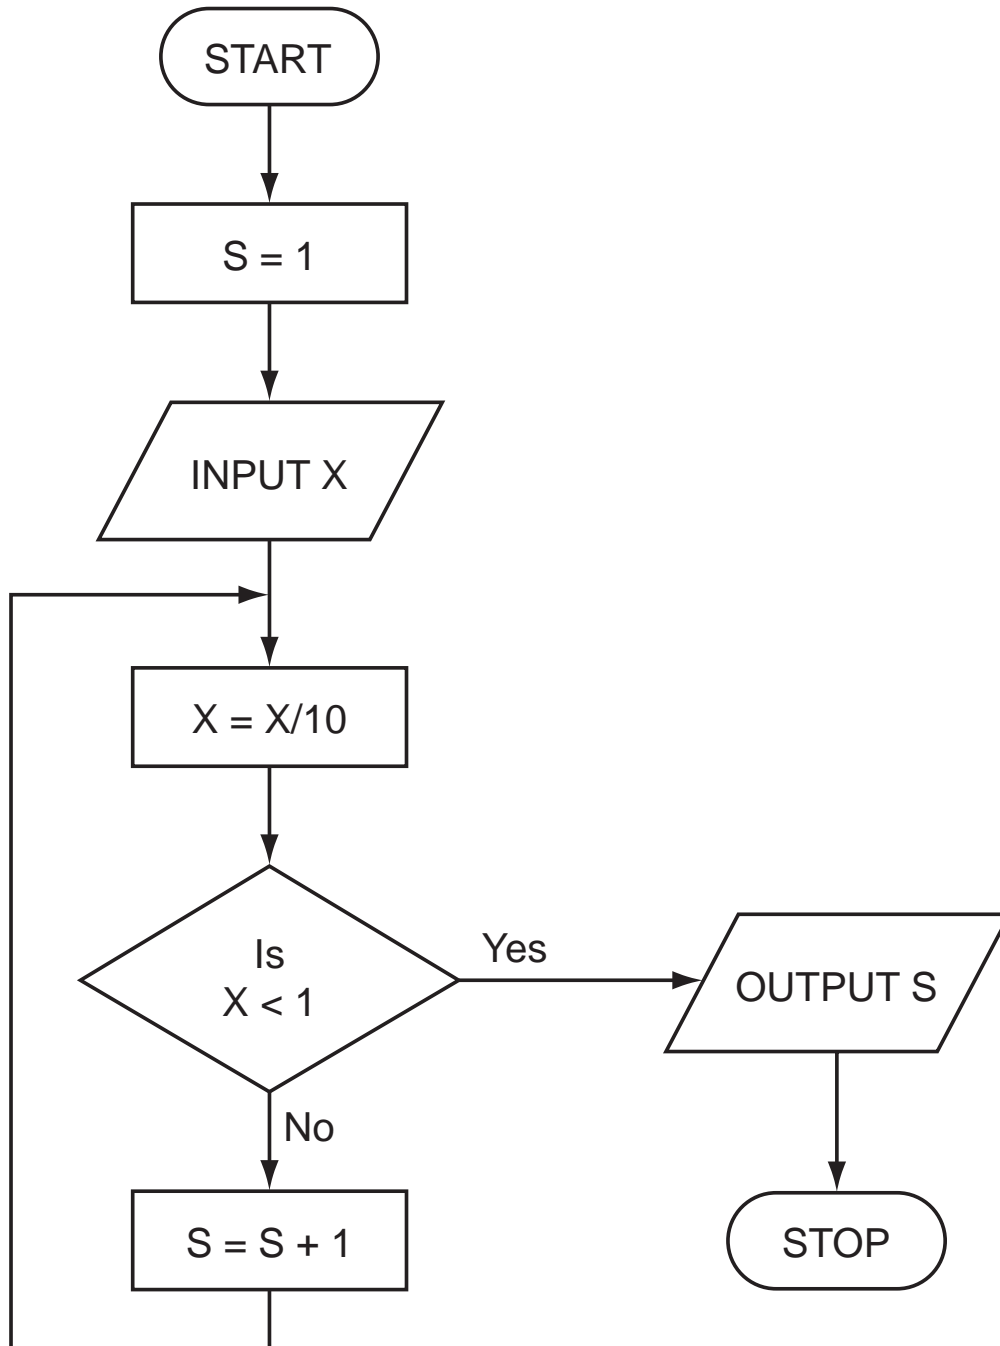 START
S = 1
INPUT X
X = X/10
Is
X < 1
Yes
OUTPUT S
No
S = S + 1
STOP